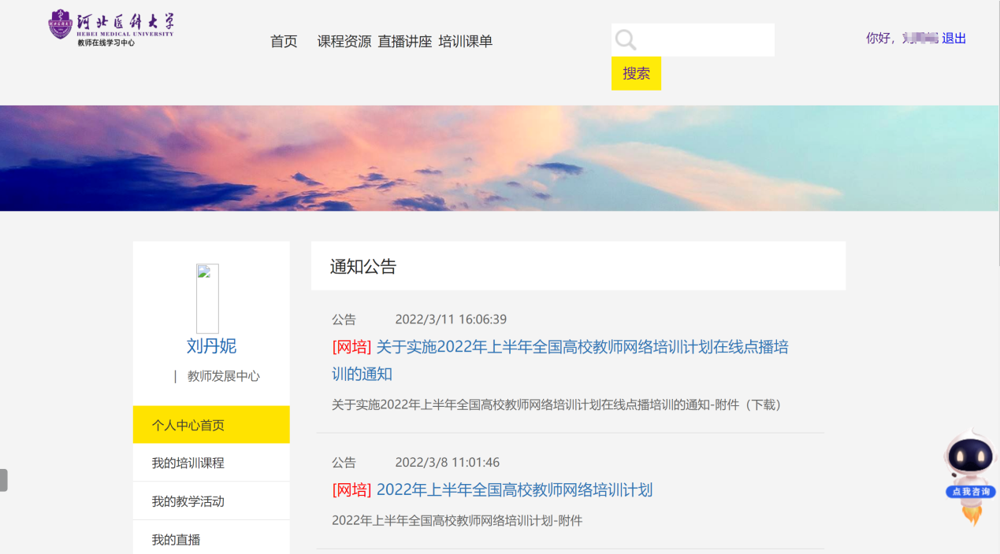 河北医科大学
HEBEI MEDICAL UNIVERSITY
教师在线学习中心
首页 课程资源 直播讲座 培训课单
搜索
你好, 退出
刘丹妮
| 教师发展中心
个人中心首页
我的培训课程
我的教学活动
我的直播
通知公告
公告 2022/3/11 16:06:39
[网培] 关于实施2022年上半年全国高校教师网络培训计划在线点播培
训的通知
关于实施2022年上半年全国高校教师网络培训计划在线点播培训的通知-附件（下载）
公告 2022/3/8 11:01:46
[网培] 2022年上半年全国高校教师网络培训计划
2022年上半年全国高校教师网络培训计划-附件
点我咨询